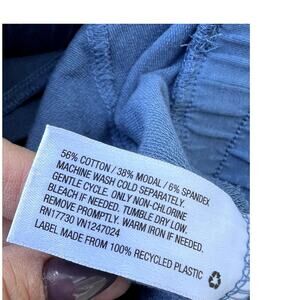 56% COTTON / 38% MODAL / 6% SPANDEX
MACHINE WASH COLD SEPARATELY.
GENTLE CYCLE. ONLY NON-CHLORINE
BLEACH IF NEEDED. TUMBLE DRY LOW.
REMOVE PROMPTLY. WARM IRON IF NEEDED.
RN17730 VN1247024
LABEL MADE FROM 100% RECYCLED PLASTIC